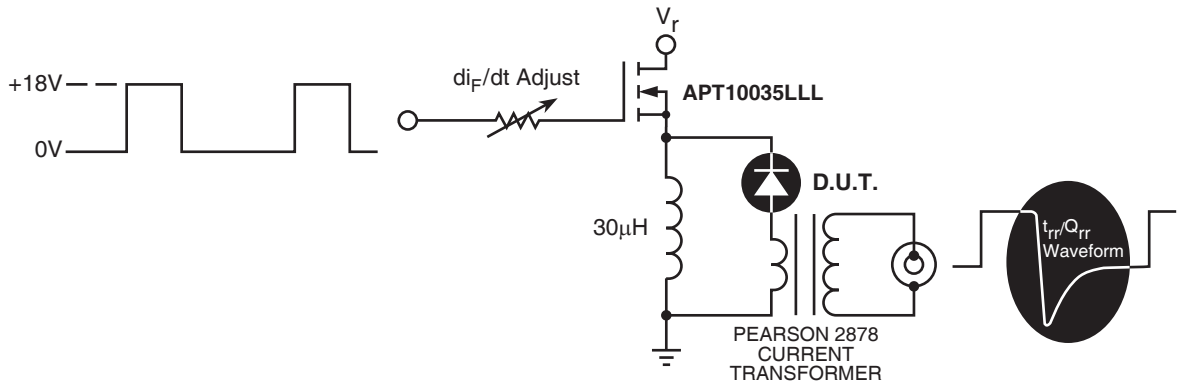 V_r
+18V
di_F/dt Adjust
APT10035LLL
0V
D.U.T.
30μH
t_rr/Q_rr
Waveform
PEARSON 2878
CURRENT
TRANSFORMER